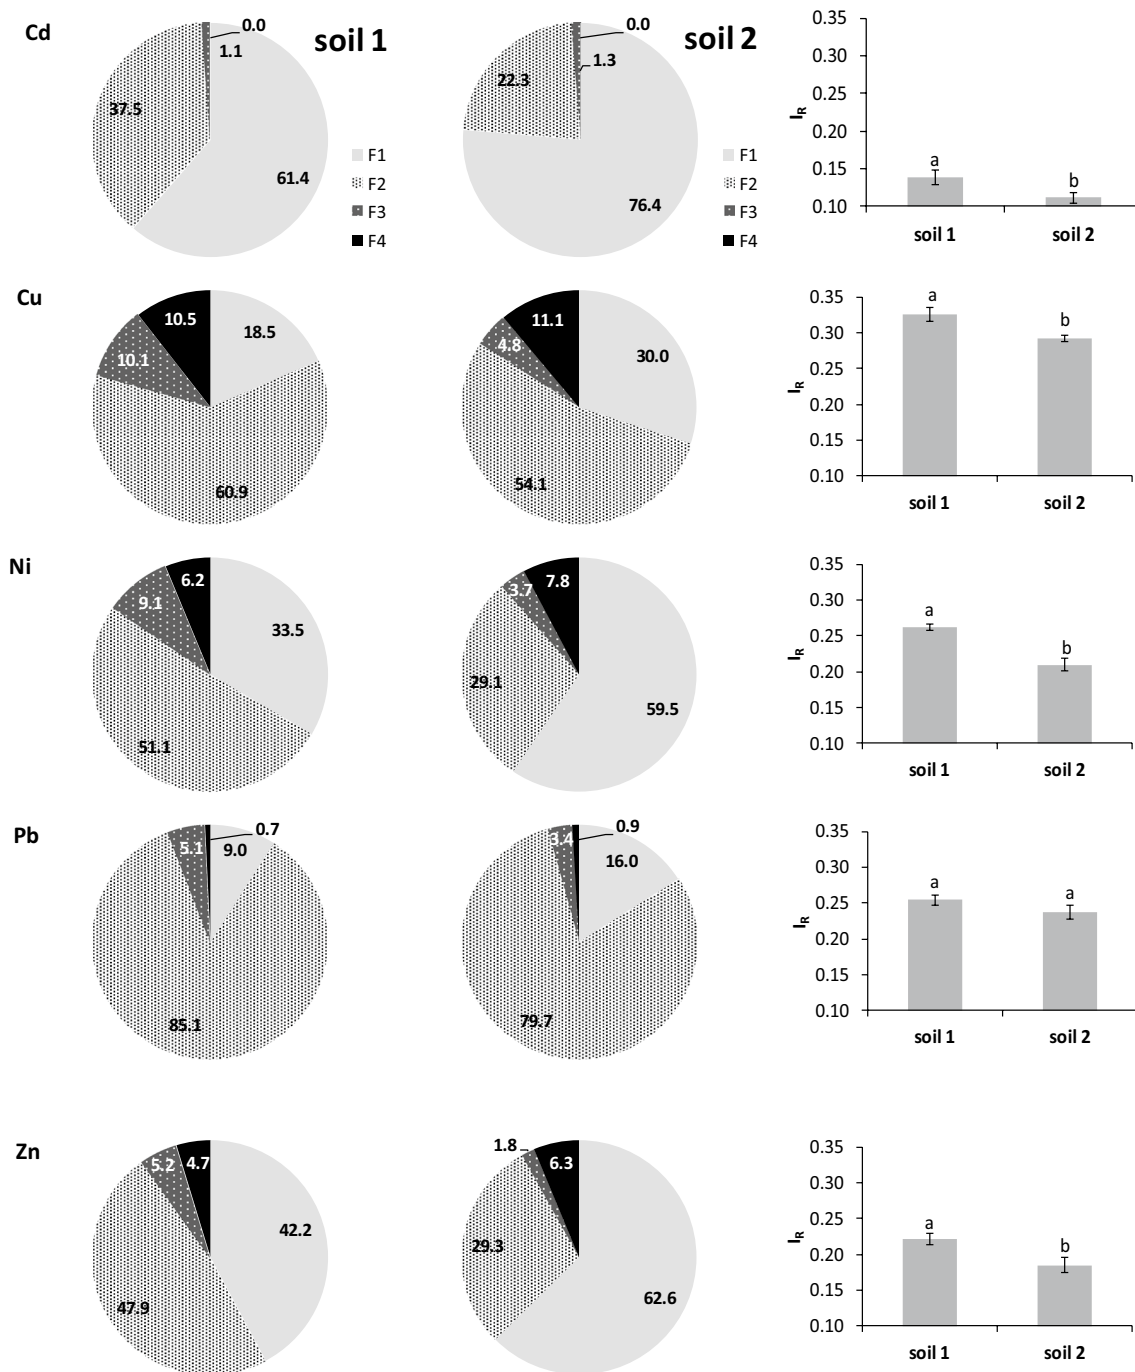 Cd
soil 1
0.0
1.1
37.5
61.4
F1
F2
F3
F4
soil 2
0.0
1.3
22.3
76.4
F1
F2
F3
F4
0.35
0.30
0.25
0.20
0.15
0.10
IR
a
b
soil 1
soil 2
Cu
10.5
18.5
10.1
60.9
11.1
30.0
4.8
54.1
0.35
0.30
0.25
0.20
0.15
0.10
IR
a
b
soil 1
soil 2
Ni
6.2
9.1
33.5
51.1
7.8
3.7
29.1
59.5
0.35
0.30
0.25
0.20
0.15
0.10
IR
a
b
soil 1
soil 2
Pb
0.7
5.1
9.0
85.1
0.9
3.4
16.0
79.7
0.35
0.30
0.25
0.20
0.15
0.10
IR
a
a
soil 1
soil 2
Zn
5.2
4.7
42.2
47.9
1.8
6.3
29.3
62.6
0.35
0.30
0.25
0.20
0.15
0.10
IR
a
b
soil 1
soil 2